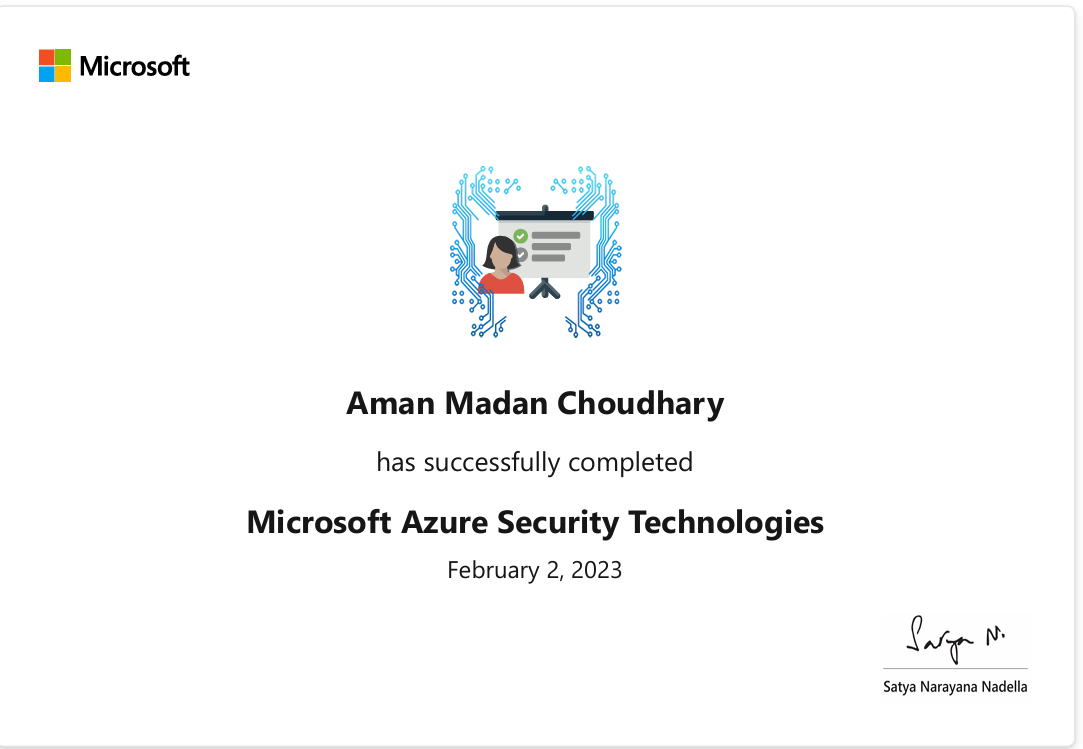 Microsoft
Aman Madan Choudhary
has successfully completed
Microsoft Azure Security Technologies
February 2, 2023
Satya N.
Satya Narayana Nadella